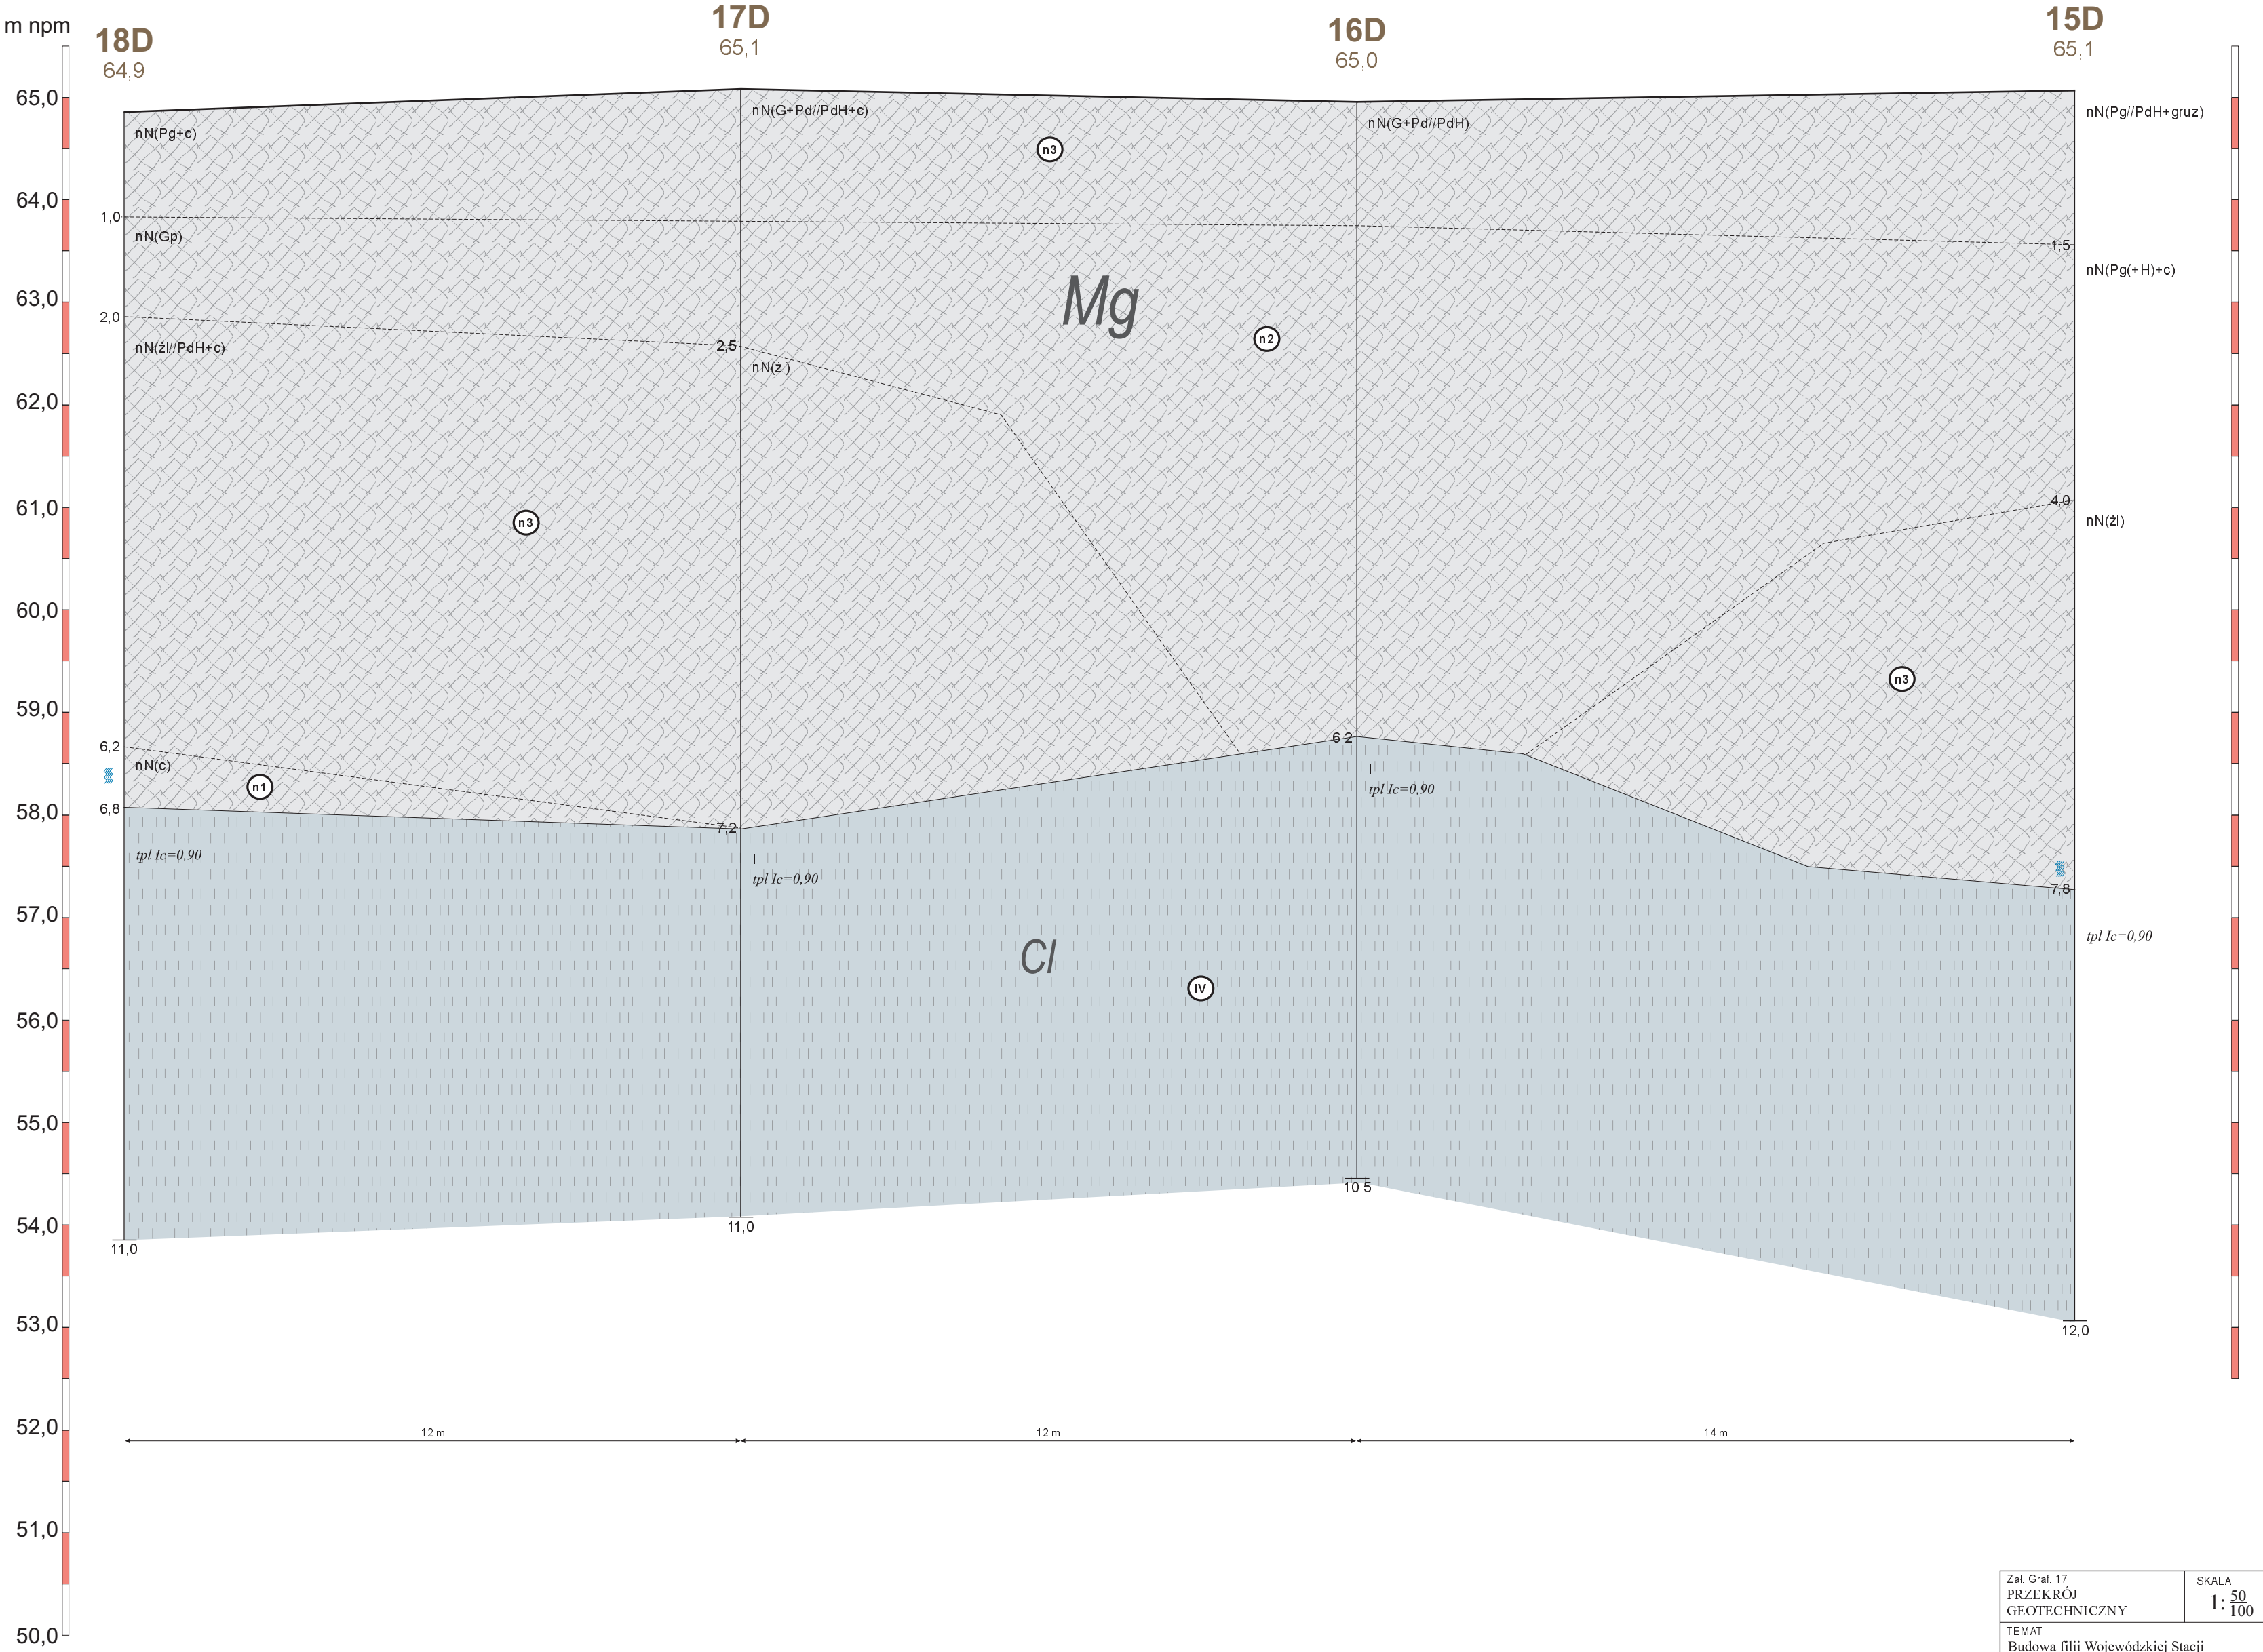 m npm
18D
64,9
17D
65,1
16D
65,0
15D
65,1
65,0
64,0
63,0
62,0
61,0
60,0
59,0
58,0
57,0
56,0
55,0
54,0
53,0
52,0
51,0
50,0
nN(Pg+c)
1,0
nN(Gp)
2,0
nN(żl//PdH+c)
6,2
nN(c)
6,8
I
tpl Ic=0,90
11,0
nN(G+Pd//PdH+c)
2,5
nN(żl)
7,2
I
tpl Ic=0,90
11,0
nN(G+Pd//PdH)
6,2
I
tpl Ic=0,90
10,5
nN(Pg//PdH+gruz)
1,5
nN(Pg(+H)+c)
4,0
nN(żl)
7,8
I
tpl Ic=0,90
12,0
n3
Mg
n2
n3
n3
n1
Cl
IV
12 m
12 m
14 m
Zał. Graf. 17
PRZEKRÓJ
GEOTECHNICZNY
SKALA
1: 50/100
TEMAT
Budowa filii Wojewódzkiej Stacji